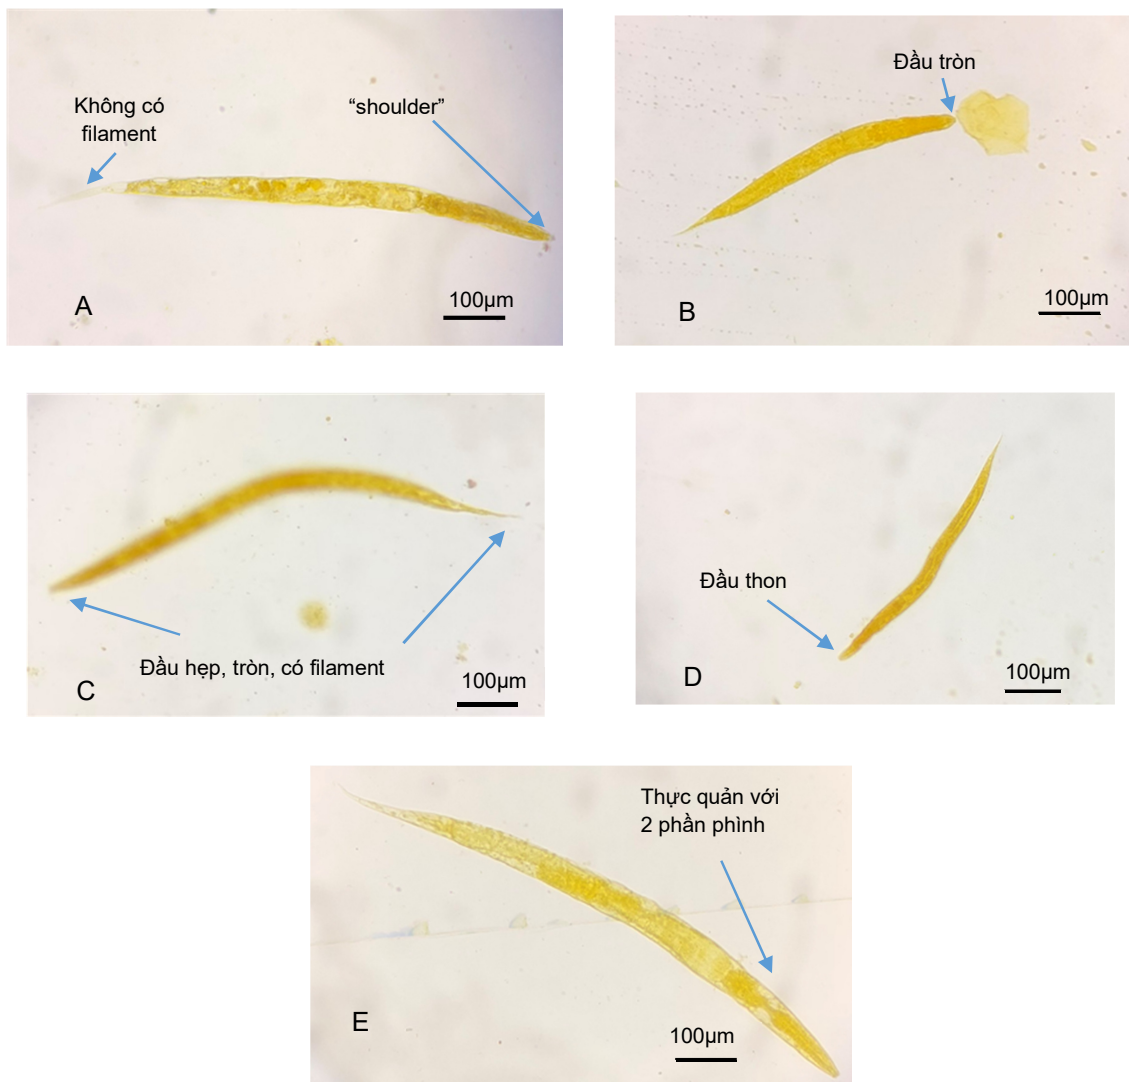 Không có
filament
“shoulder”
A
100µm
Đầu tròn
B
100µm
Đầu hẹp, tròn, có filament
C
100µm
Đầu thon
D
100µm
Thực quản với
2 phần phình
E
100µm